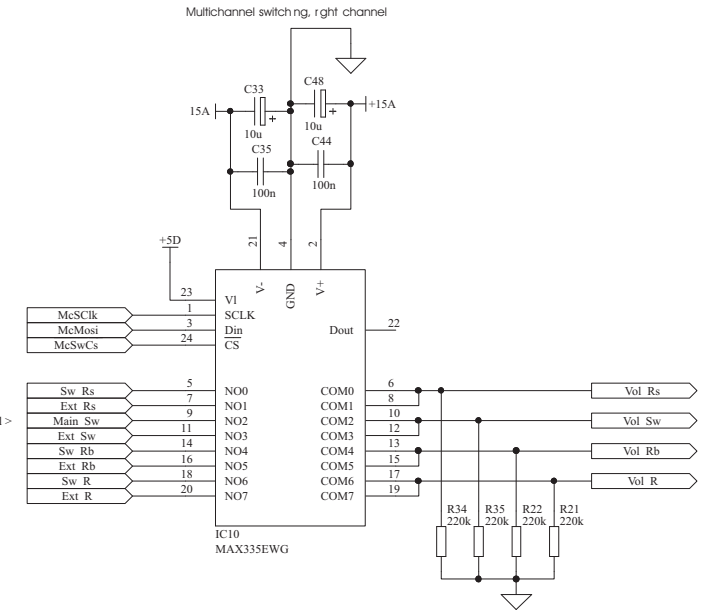 Multichannel switch ng, r ght channel
C33
C48
15A
+15A
+
+
10u
10u
C35
C44
100n
100n
+5D
21
4
2
V-
GND
V+
23
Vl
McSClk
1
SCLK
McMosi
3
Din
Dout
22
McSwCs
24
CS
Sw Rs
5
NO0
COM0
6
Vol Rs
Ext Rs
7
NO1
COM1
8
l >
Main Sw
9
NO2
COM2
10
Vol Sw
Ext Sw
11
NO3
COM3
12
Sw Rb
14
NO4
COM4
13
Vol Rb
Ext Rb
16
NO5
COM5
15
Sw R
18
NO6
COM6
17
Vol R
Ext R
20
NO7
COM7
19
R34
220k
R35
220k
R22
220k
R21
220k
IC10
MAX335EWG